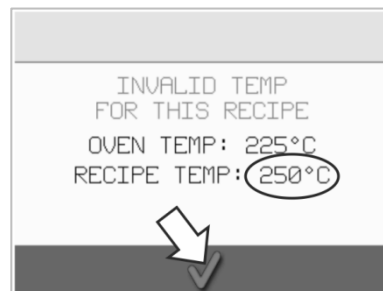 INVALID TEMP
FOR THIS RECIPE
OVEN TEMP: 225°C
RECIPE TEMP: 250°C